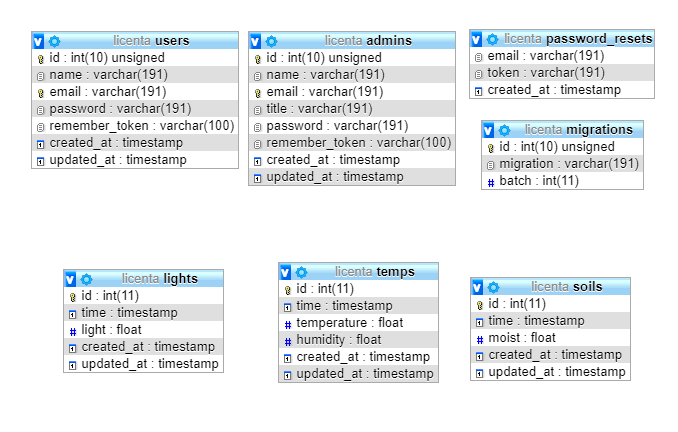 licenta users
id : int(10) unsigned
name : varchar(191)
email : varchar(191)
password : varchar(191)
remember_token : varchar(100)
created_at : timestamp
updated_at : timestamp
licenta admins
id : int(10) unsigned
name : varchar(191)
email : varchar(191)
title : varchar(191)
password : varchar(191)
remember_token : varchar(100)
created_at : timestamp
updated_at : timestamp
licenta password_resets
email : varchar(191)
token : varchar(191)
created_at : timestamp
licenta migrations
id : int(10) unsigned
migration : varchar(191)
batch : int(11)
licenta lights
id : int(11)
time : timestamp
light : float
created_at : timestamp
updated_at : timestamp
licenta temps
id : int(11)
time : timestamp
temperature : float
humidity : float
created_at : timestamp
updated_at : timestamp
licenta soils
id : int(11)
time : timestamp
moist : float
created_at : timestamp
updated_at : timestamp